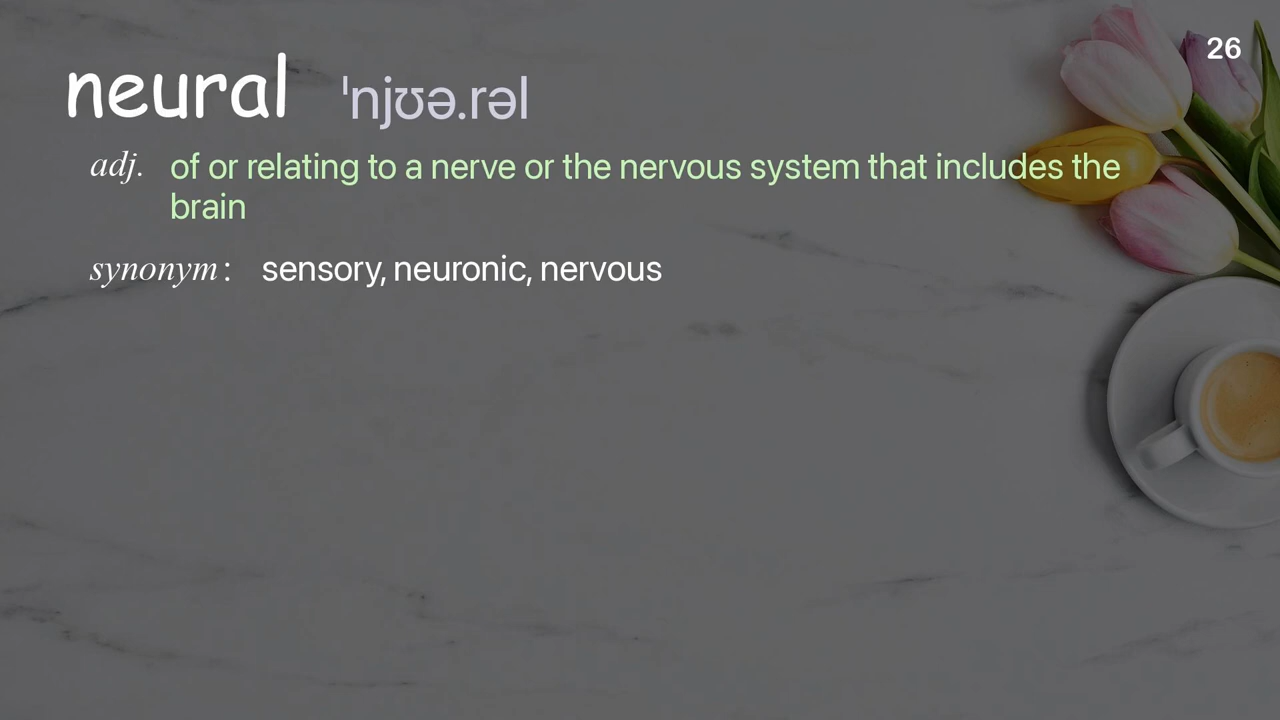 26
neural ˈnjʊə.rəl
adj. of or relating to a nerve or the nervous system that includes the
brain
synonym: sensory, neuronic, nervous